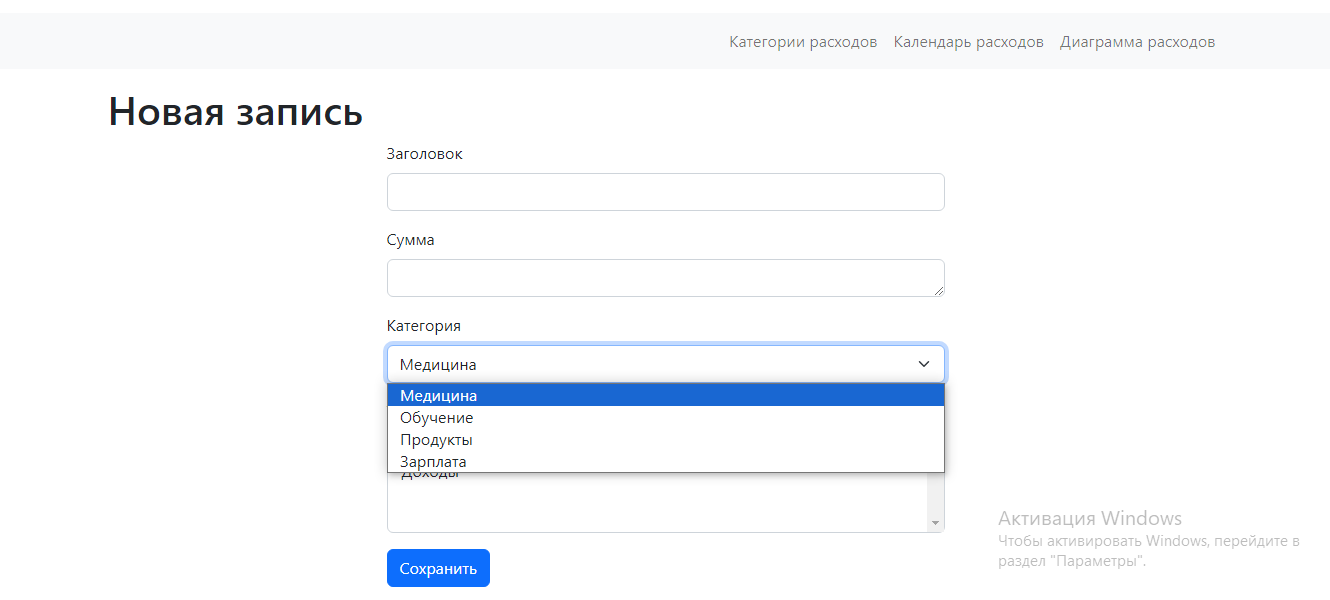 Категории расходов Календарь расходов Диаграмма расходов
Новая запись
Заголовок
Сумма
Категория
Медицина
Медицина
Обучение
Продукты
Зарплата
Доходы
Сохранить
Активация Windows
Чтобы активировать Windows, перейдите в
раздел "Параметры".